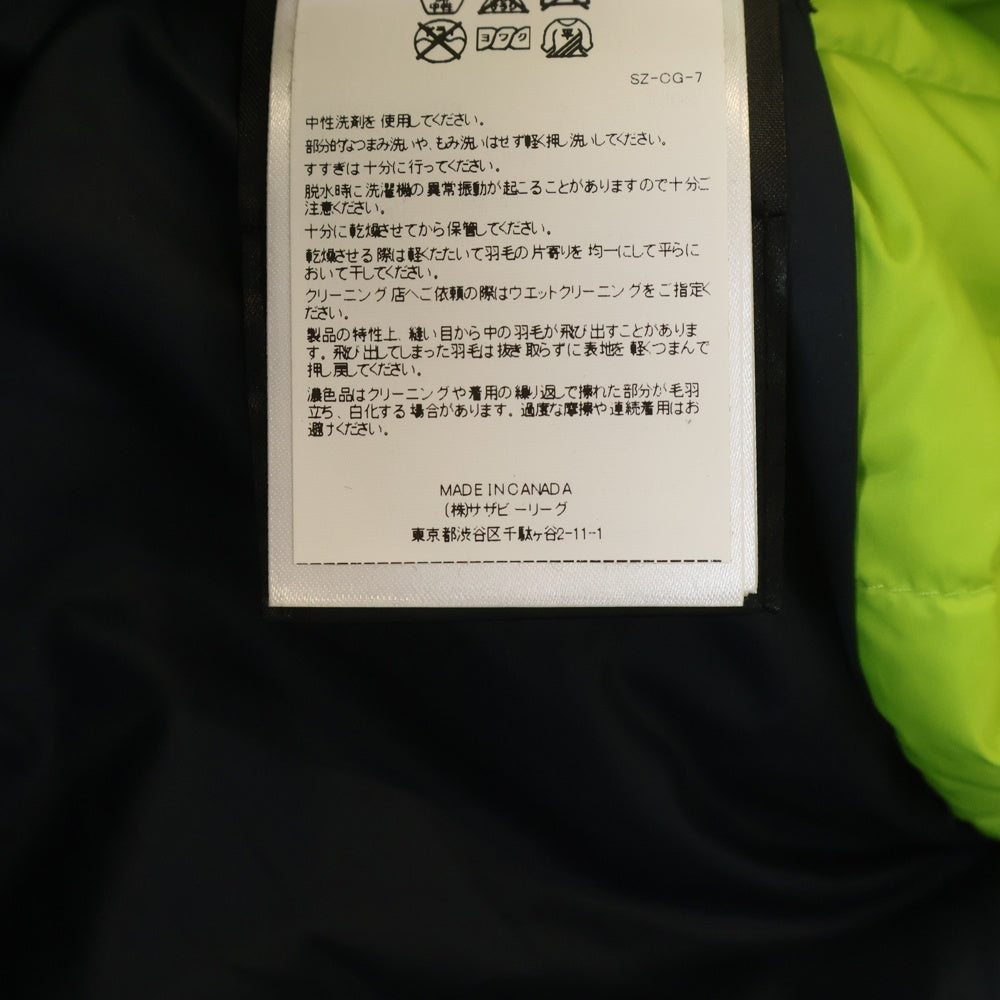 中性
ヨワク
平
SZ-CG-7
中性洗剤を使用してください。
部分的なつまみ洗いや、もみ洗いはせず軽く押し洗いしてください。
すすぎは十分に行ってください。
脱水時に洗濯機の異常振動が起こることがありますので十分ご
注意ください。
十分に乾燥させてから保管してください。
乾燥させる際は軽くたたいて羽毛の片寄りを均一にして平らに
おいて干してください。
クリーニング店へご依頼の際はウエットクリーニングをご指定く
ださい。
製品の特性上、縫い目から中の羽毛が飛び出すことがありま
す。飛び出してしまった羽毛は抜き取らずに表地を軽くつまんで
押し戻してください。
濃色品はクリーニングや着用の繰り返しで擦れた部分が毛羽
立ち、白化する場合があります。過度な摩擦や連続着用はお
避けください。
MADE IN CANADA
(株)サザビーリーグ
東京都渋谷区千駄ヶ谷2-11-1